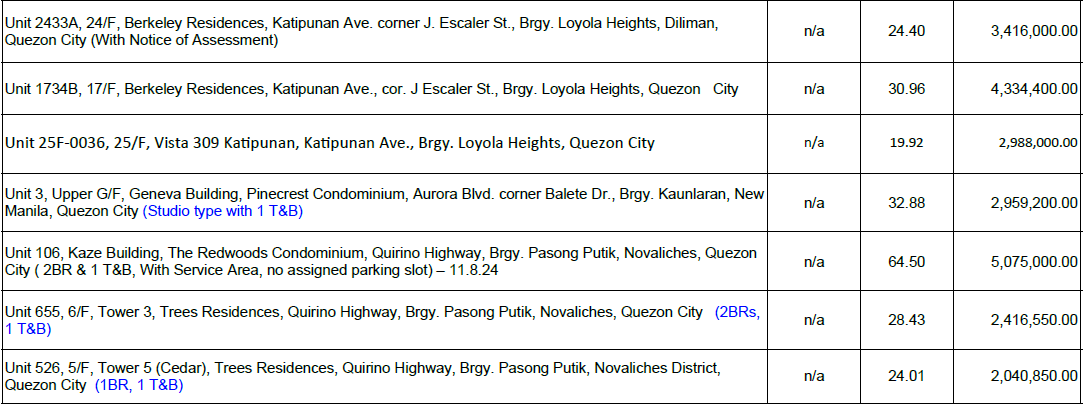 Unit 2433A, 24/F, Berkeley Residences, Katipunan Ave. corner J. Escaler St., Brgy. Loyola Heights, Diliman,
Quezon City (With Notice of Assessment) n/a 24.40 3,416,000.00
Unit 1734B, 17/F, Berkeley Residences, Katipunan Ave., cor. J Escaler St., Brgy. Loyola Heights, Quezon City n/a 30.96 4,334,400.00
Unit 25F-0036, 25/F, Vista 309 Katipunan, Katipunan Ave., Brgy. Loyola Heights, Quezon City n/a 19.92 2,988,000.00
Unit 3, Upper G/F, Geneva Building, Pinecrest Condominium, Aurora Blvd. corner Balete Dr., Brgy. Kaunlaran, New
Manila, Quezon City (Studio type with 1 T&B) n/a 32.88 2,959,200.00
Unit 106, Kaze Building, The Redwoods Condominium, Quirino Highway, Brgy. Pasong Putik, Novaliches, Quezon
City ( 2BR & 1 T&B, With Service Area, no assigned parking slot) – 11.8.24 n/a 64.50 5,075,000.00
Unit 655, 6/F, Tower 3, Trees Residences, Quirino Highway, Brgy. Pasong Putik, Novaliches, Quezon City (2BRs,
1 T&B) n/a 28.43 2,416,550.00
Unit 526, 5/F, Tower 5 (Cedar), Trees Residences, Quirino Highway, Brgy. Pasong Putik, Novaliches District,
Quezon City (1BR, 1 T&B) n/a 24.01 2,040,850.00